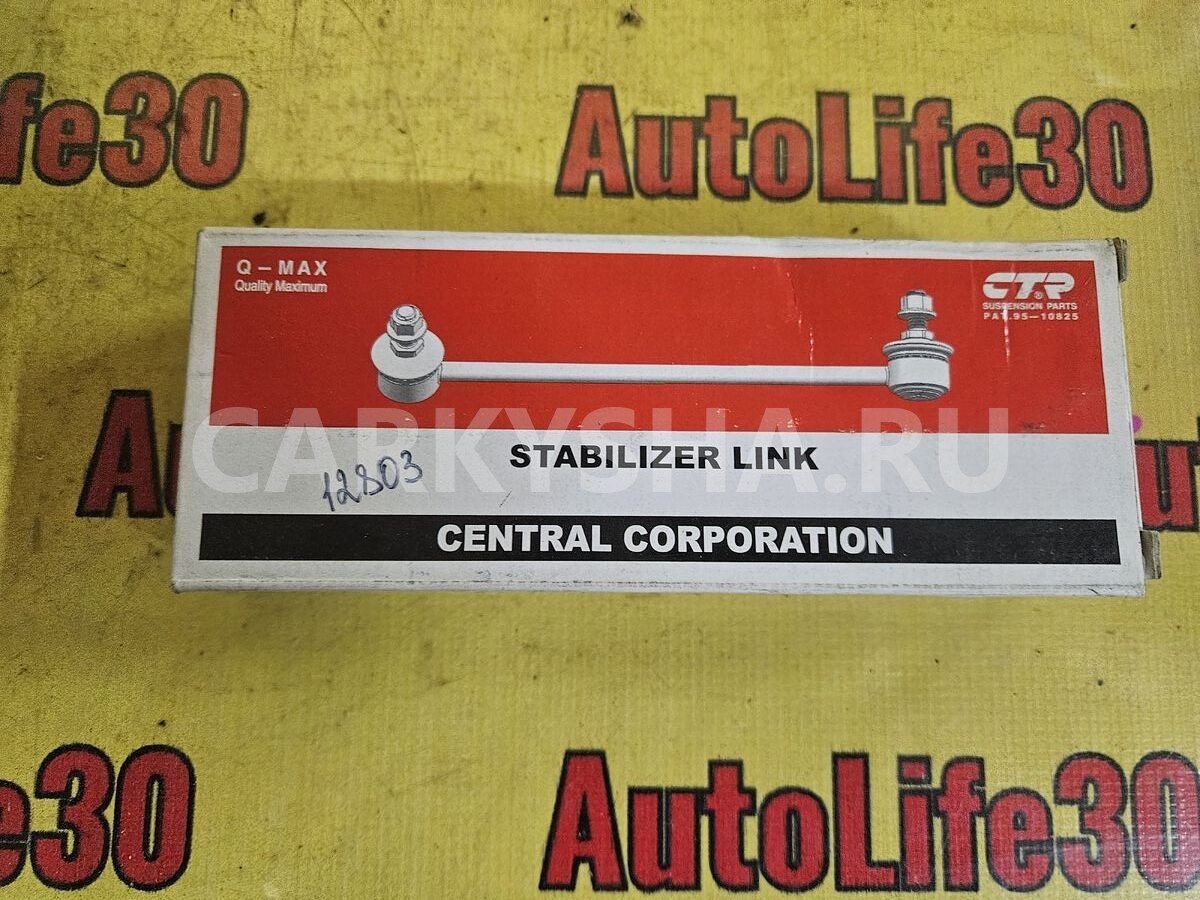 fe30
AutoLife30
Q – MAX
Quality Maximum
CTR®
SUSPENSION PARTS
PAT.95–10825
CARKYSHA.RU
STABILIZER LINK
12803
CENTRAL CORPORATION
e30
AutoLife30